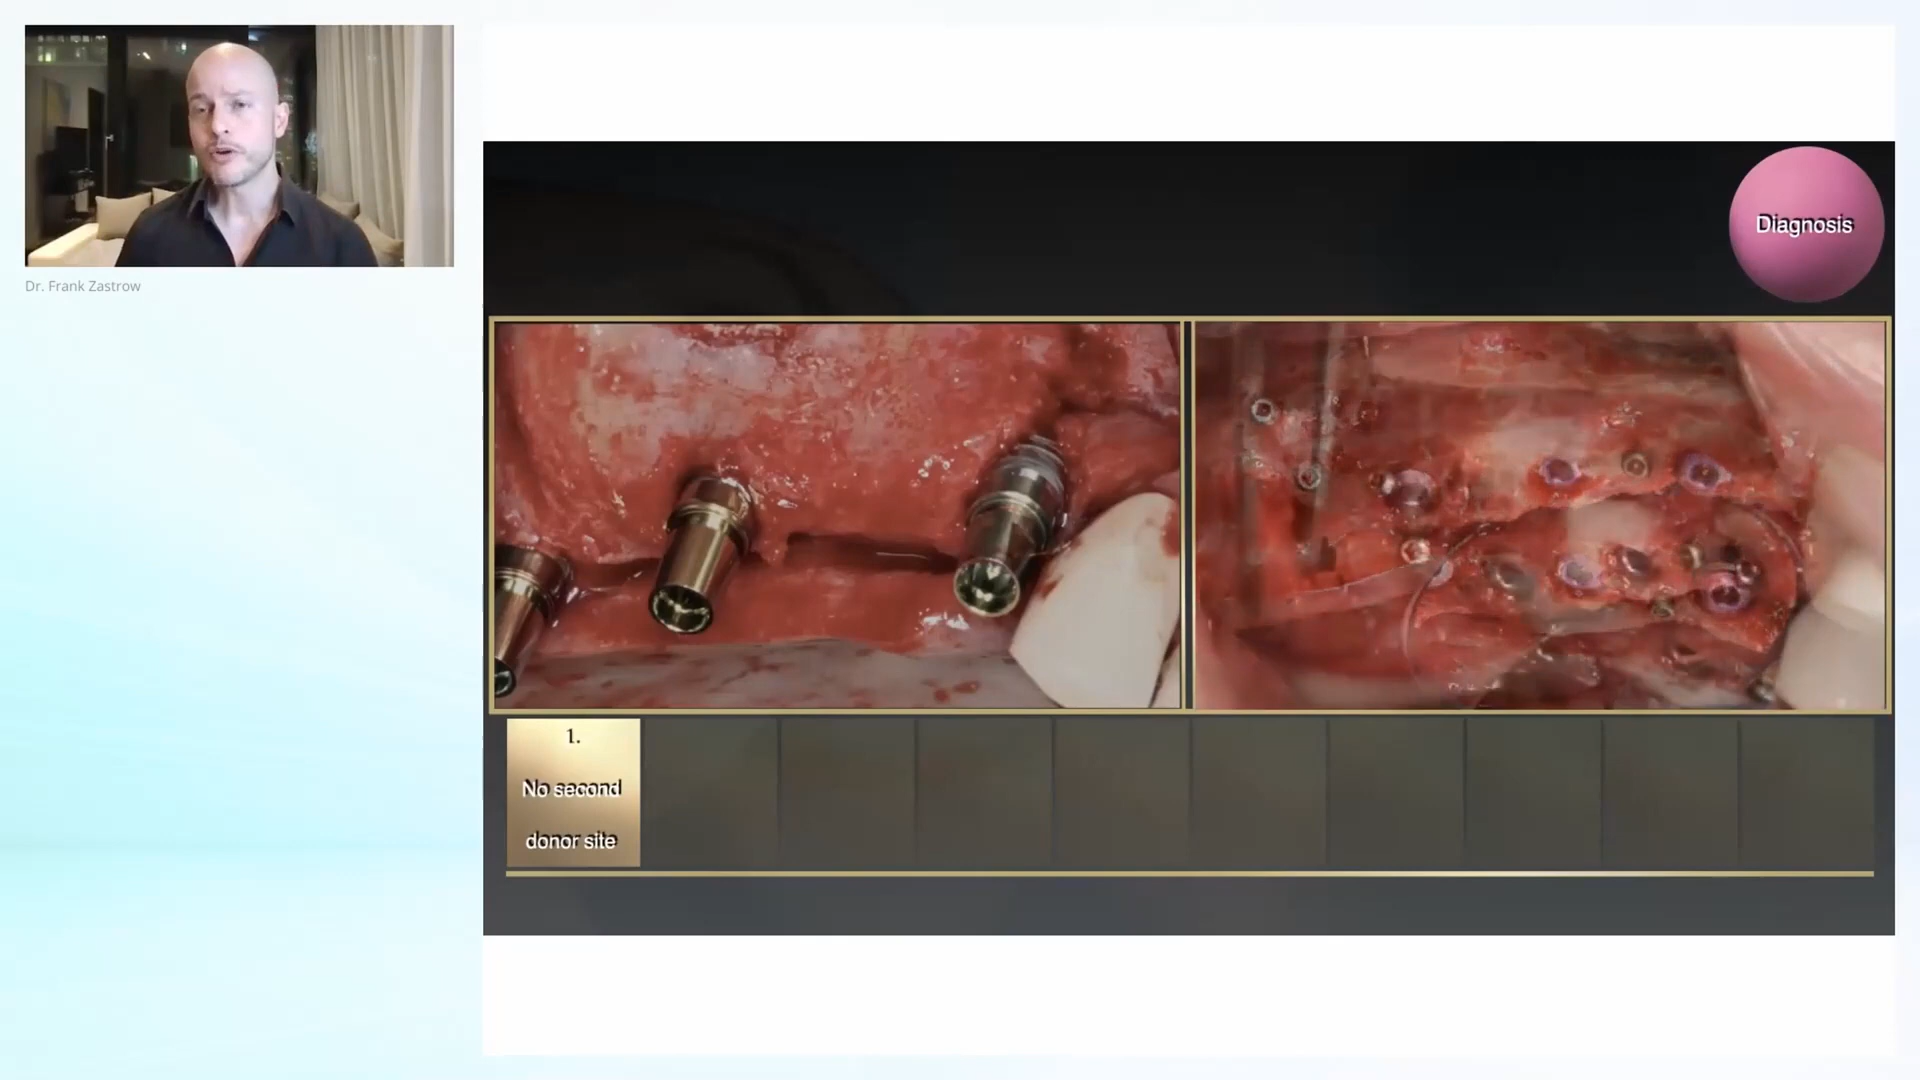 Dr. Frank Zastrow
Diagnosis
1.
No second
donor site